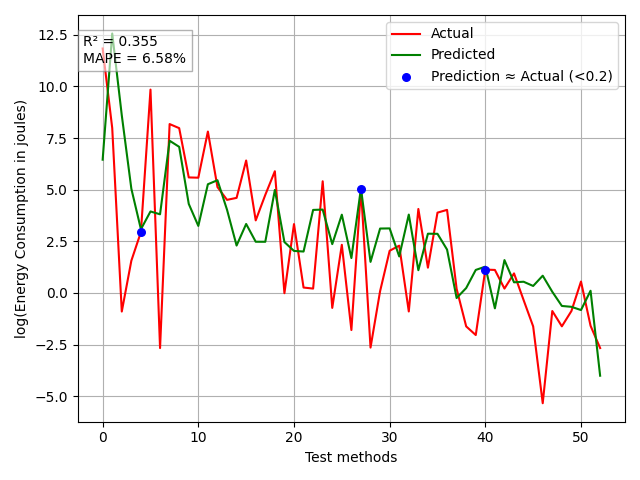 R² = 0.355
MAPE = 6.58%
Actual
Predicted
Prediction ≈ Actual (<0.2)
log(Energy Consumption in joules)
12.5
10.0
7.5
5.0
2.5
0.0
−2.5
−5.0
0 10 20 30 40 50
Test methods